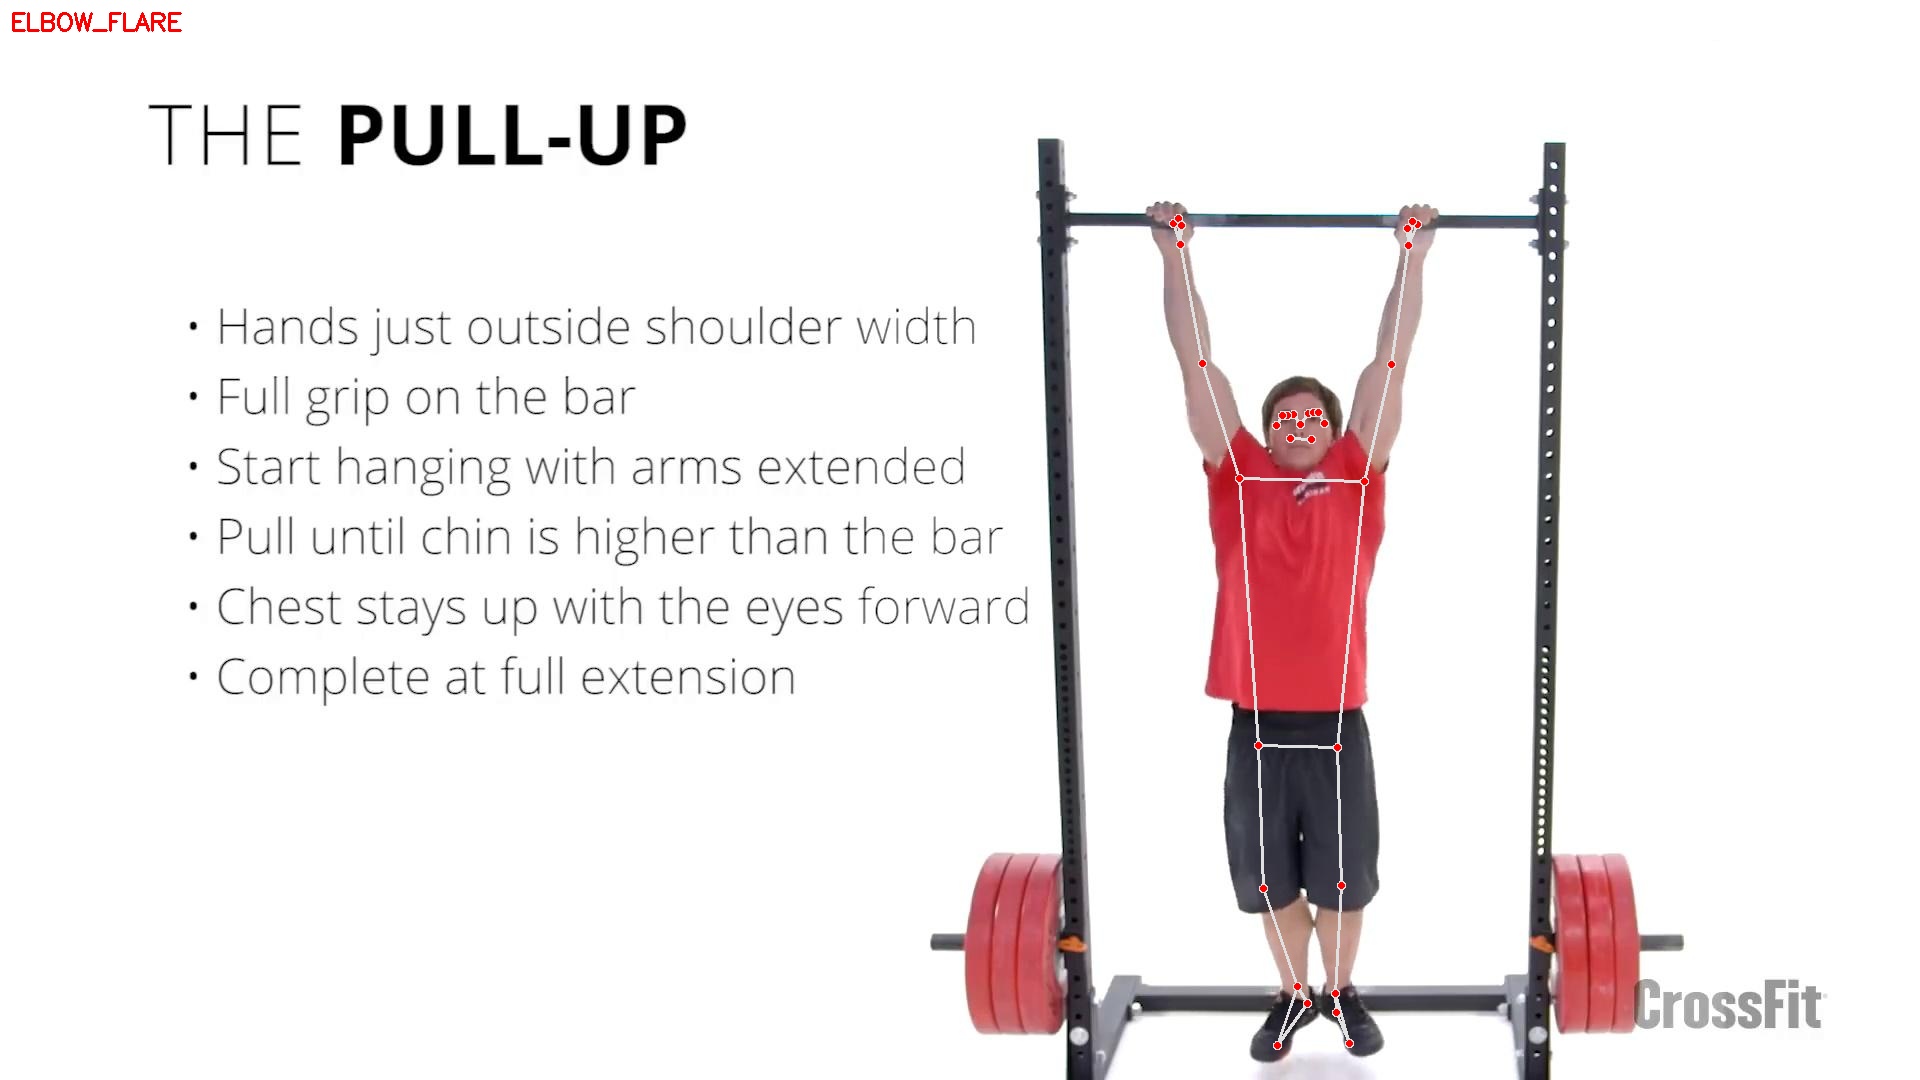 ELBOW_FLARE
THE PULL-UP
• Hands just outside shoulder width
• Full grip on the bar
• Start hanging with arms extended
• Pull until chin is higher than the bar
• Chest stays up with the eyes forward
• Complete at full extension
CrossFit